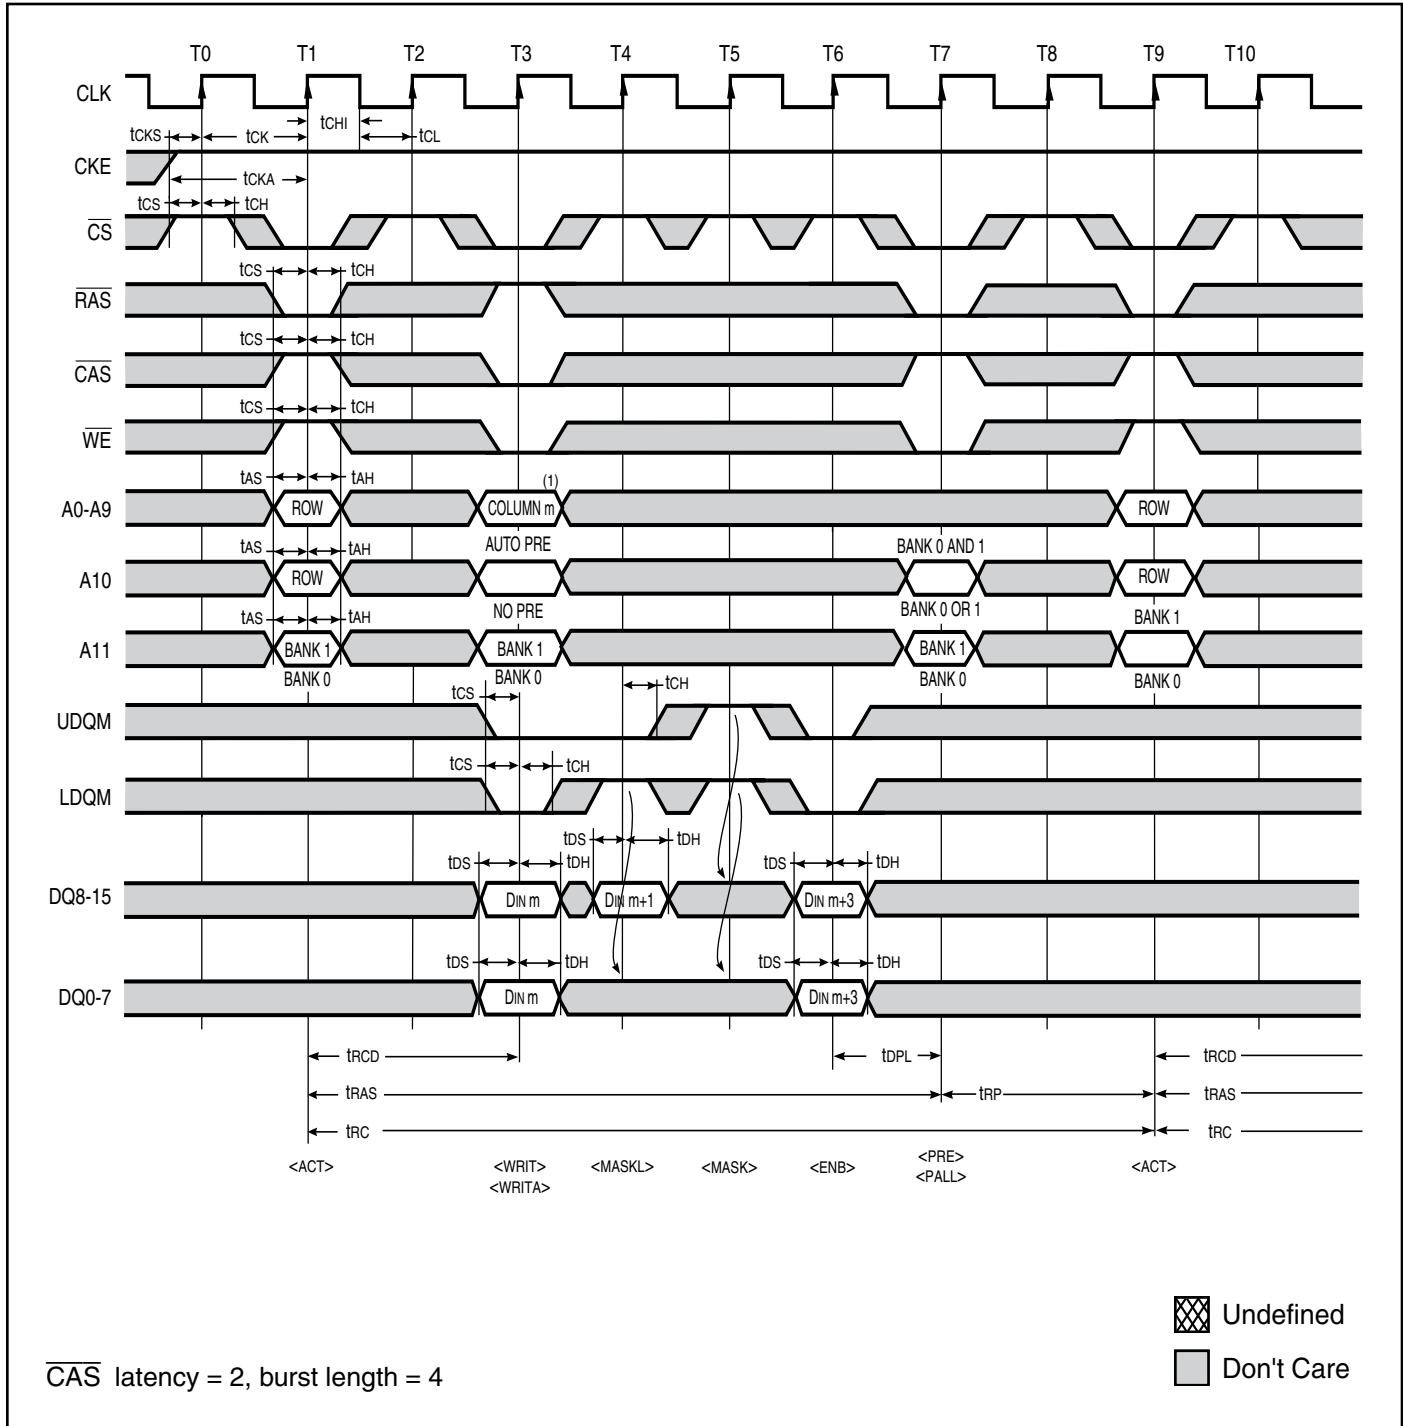 T0 T1 T2 T3 T4 T5 T6 T7 T8 T9 T10
CLK
tCHI
tCKS tCK tCL
CKE
tCKA
tCS tCH
CS
tCS tCH
RAS
tCS tCH
CAS
tCS tCH
WE
tAS tAH
(1)
A0-A9 ROW COLUMN m ROW
tAS tAH AUTO PRE BANK 0 AND 1
A10 ROW ROW
tAS tAH NO PRE BANK 0 OR 1 BANK 1
A11 BANK 1 BANK 1 BANK 1
BANK 0 BANK 0 BANK 0 BANK 0
tCS tCH
UDQM
tCS tCH
LDQM
tDS tDH
tDS tDH tDS tDH
DQ8-15 DIN m DIN m+1 DIN m+3
tDS tDH tDS tDH
DQ0-7 DIN m DIN m+3
tRCD tDPL tRCD
tRAS tRP tRAS
tRC tRC
<ACT> <WRIT> <MASKL> <MASK> <ENB> <PRE> <ACT>
<WRITA> <PALL>
Undefined
Don't Care
CAS latency = 2, burst length = 4